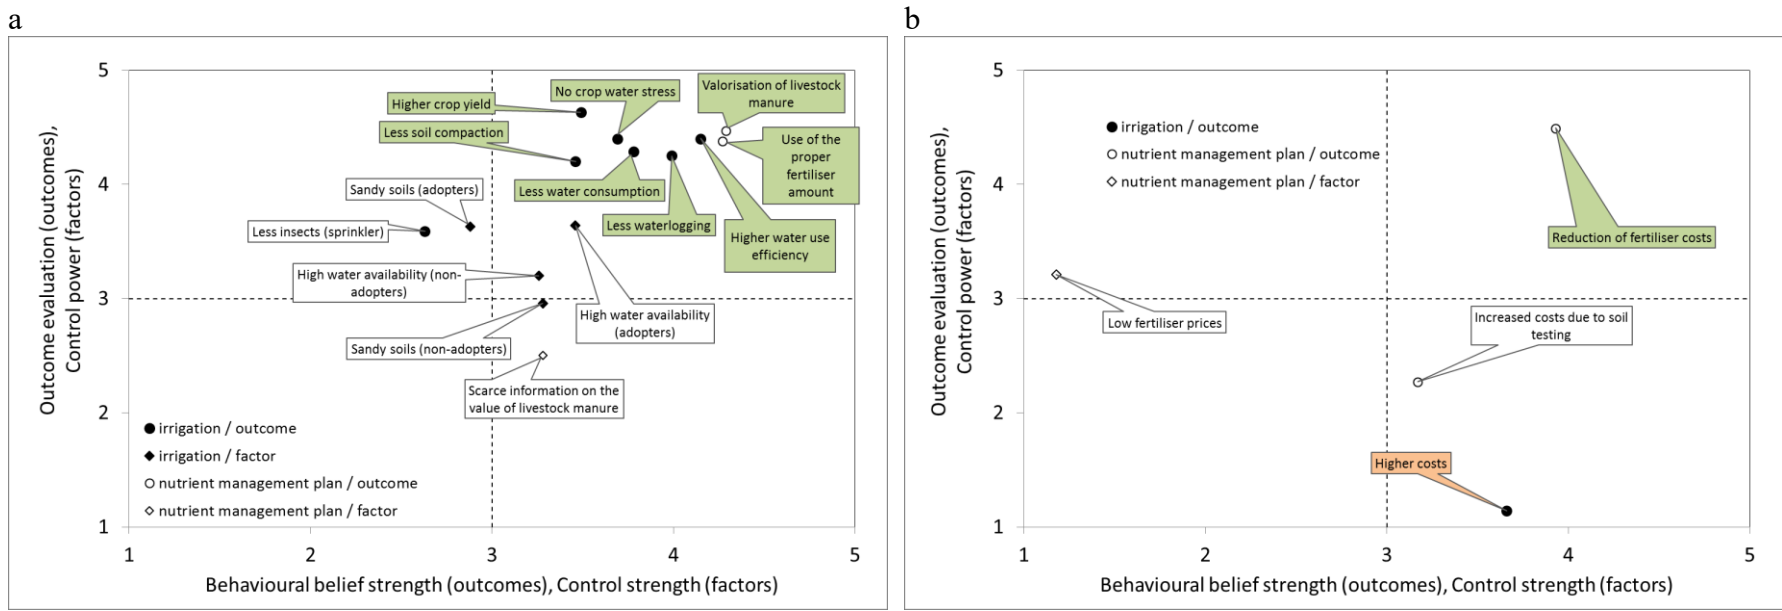 a
Outcome evaluation (outcomes),
Control power (factors)
5
4
3
2
1
Higher crop yield
No crop water stress
Valorisation of livestock
manure
Less soil compaction
Use of the
proper
fertiliser
amount
Sandy soils
(adopters)
Less water consumption
Less insects (sprinkler)
Less waterlogging
Higher water use
efficiency
High water availability (non-
adopters)
High water availability
(adopters)
Sandy soils (non-adopters)
Scarce information on the
value of livestock manure
irrigation / outcome
irrigation / factor
nutrient management plan / outcome
nutrient management plan / factor
1
2
3
4
5
Behavioural belief strength (outcomes), Control strength (factors)
b
Outcome evaluation (outcomes),
Control power (factors)
5
4
3
2
1
irrigation / outcome
nutrient management plan / outcome
nutrient management plan / factor
Reduction of fertiliser costs
Low fertiliser prices
Increased costs due to soil
testing
Higher costs
1
2
3
4
5
Behavioural belief strength (outcomes), Control strength (factors)